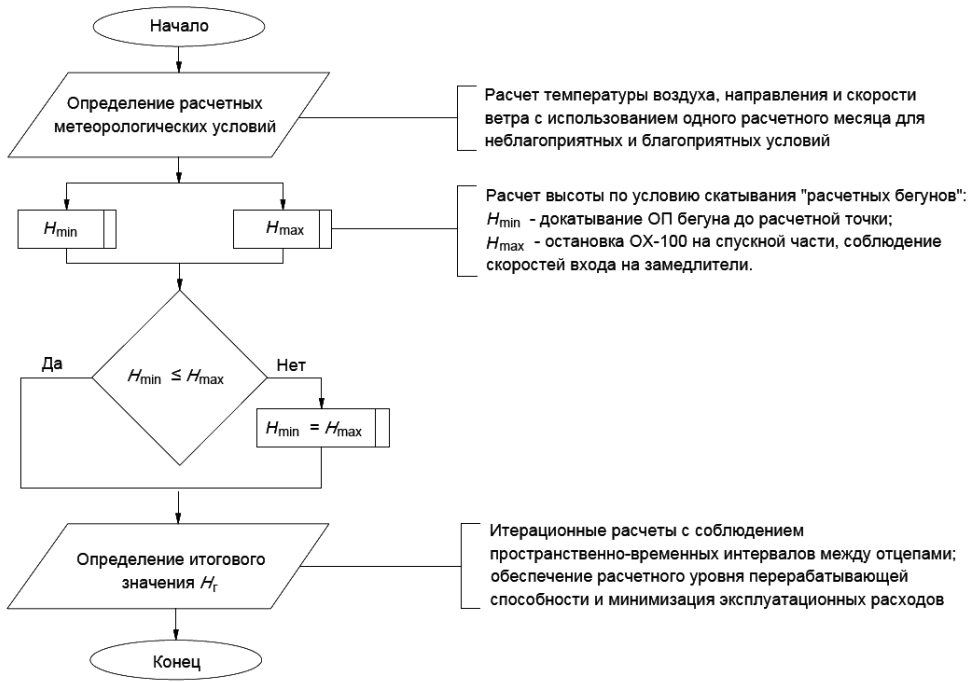 Начало
Определение расчетных
метеорологических условий
Расчет температуры воздуха, направления и скорости
ветра с использованием одного расчетного месяца для
неблагоприятных и благоприятных условий
Hmin
Hmax
Расчет высоты по условию скатывания "расчетных бегунов":
Hmin - докатывание ОП бегуна до расчетной точки;
Hmax - остановка ОХ-100 на спускной части, соблюдение
скоростей входа на замедлители.
Да
Hmin ≤ Hmax
Нет
Hmin = Hmax
Определение итогового
значения Hг
Итерационные расчеты с соблюдением
пространственно-временных интервалов между отцепами;
обеспечение расчетного уровня перерабатывающей
способности и минимизация эксплуатационных расходов
Конец